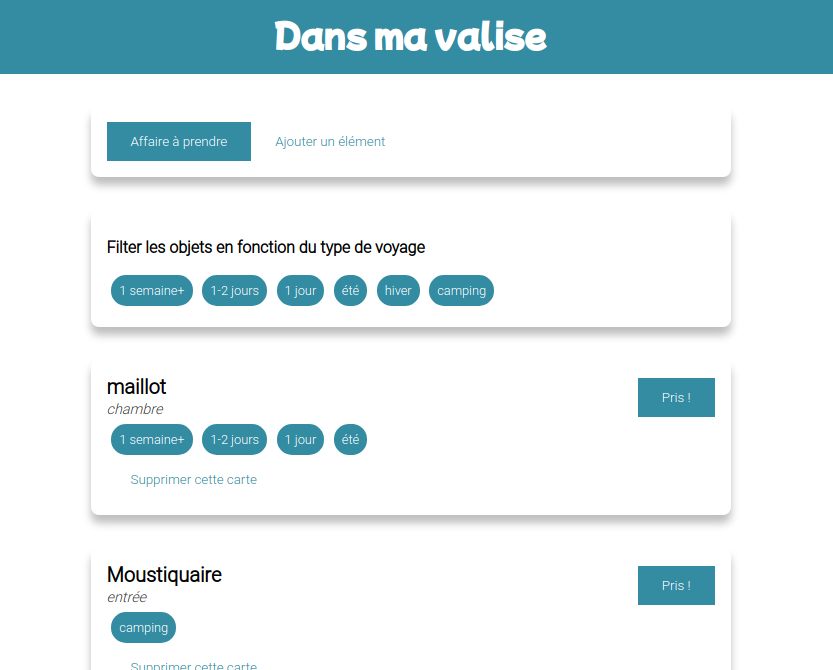 Dans ma valise
Affaire à prendre Ajouter un élément
Filter les objets en fonction du type de voyage
1 semaine+ 1-2 jours 1 jour été hiver camping
maillot
Pris !
chambre
1 semaine+ 1-2 jours 1 jour été
Supprimer cette carte
Moustiquaire
Pris !
entrée
camping
Supprimer cette carte